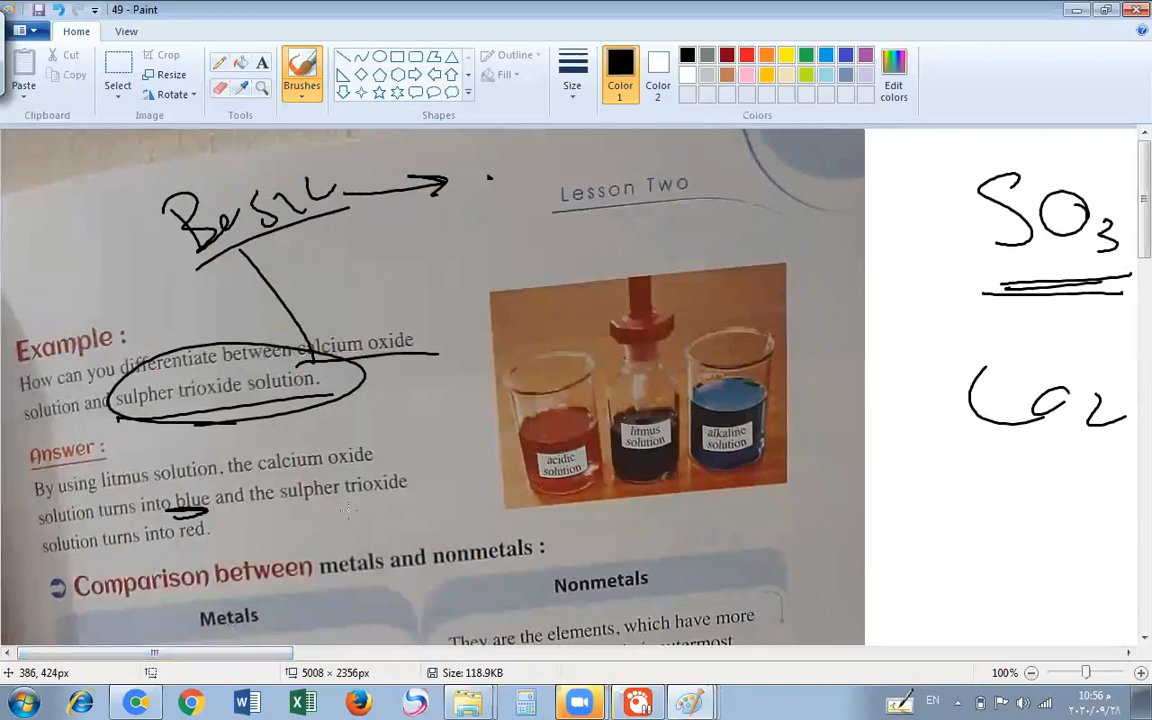 49 - Paint
Home
View
Paste
Cut
Copy
Clipboard
Select
Crop
Resize
Rotate
Image
Tools
Brushes
Shapes
Outline
Fill
Size
Color 1
Color 2
Edit colors
Colors
Lesson Two
SO3
Example :
How can you differentiate between calcium oxide
solution and sulpher trioxide solution.
acidic solution
litmus solution
alkaline solution
Answer :
By using litmus solution, the calcium oxide
solution turns into blue and the sulpher trioxide
solution turns into red.
Comparison between metals and nonmetals :
Metals
Nonmetals
They are the elements, which have more
386, 424px
5008 × 2356px
Size: 118.9KB
100%
EN
10:56 م
٢٠٢٠/٠٩/٢٨